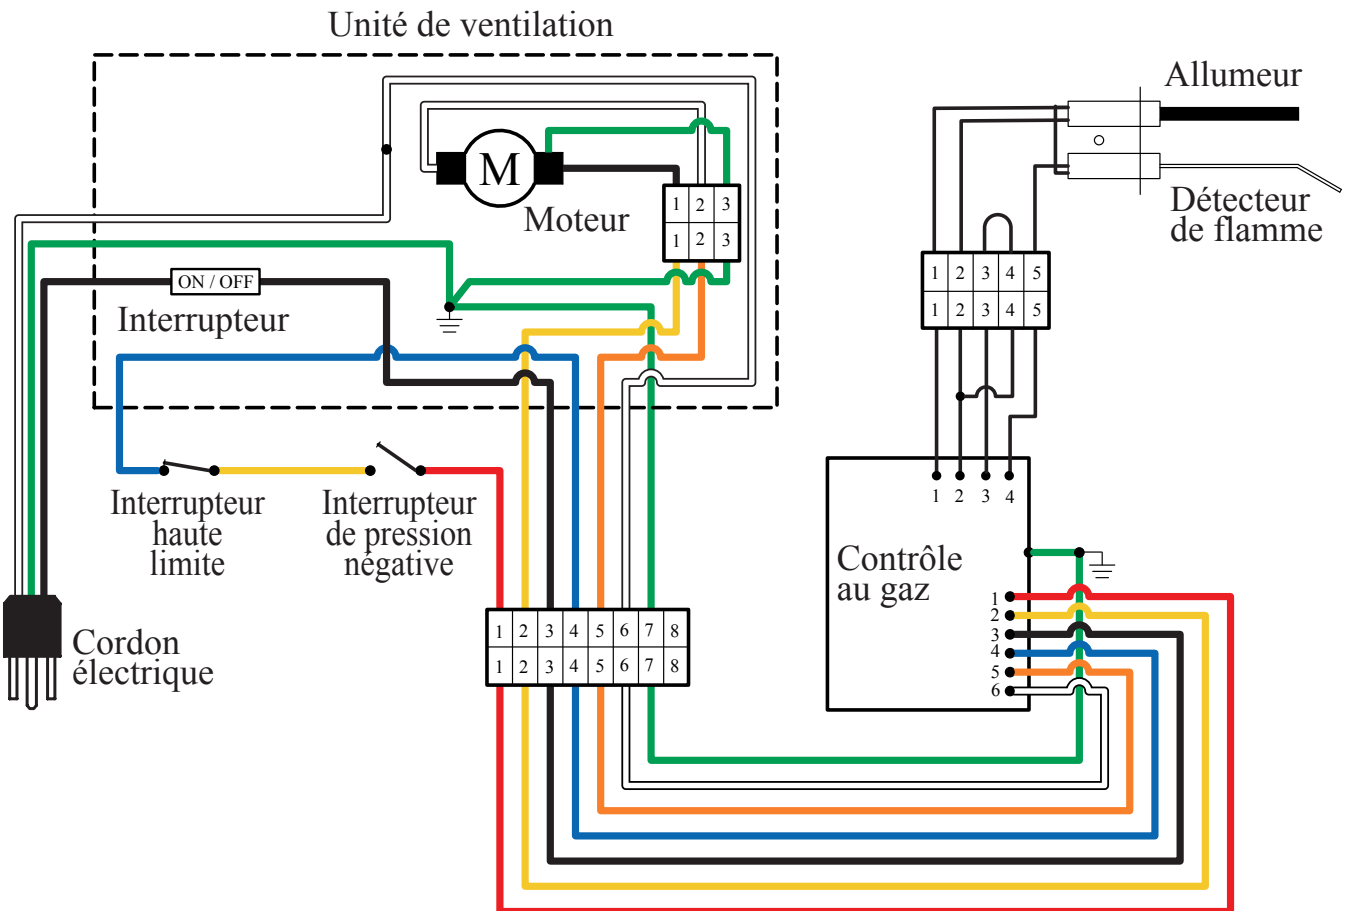 Unité de ventilation
Allumeur
M
Moteur
1 2 3
1 2 3
Détecteur
de flamme
ON / OFF
Interrupteur
1 2 3 4 5
1 2 3 4 5
Interrupteur
haute
limite
Interrupteur
de pression
négative
1 2 3 4
Contrôle
au gaz
1
2
3
4
5
6
Cordon
électrique
1 2 3 4 5 6 7 8
1 2 3 4 5 6 7 8